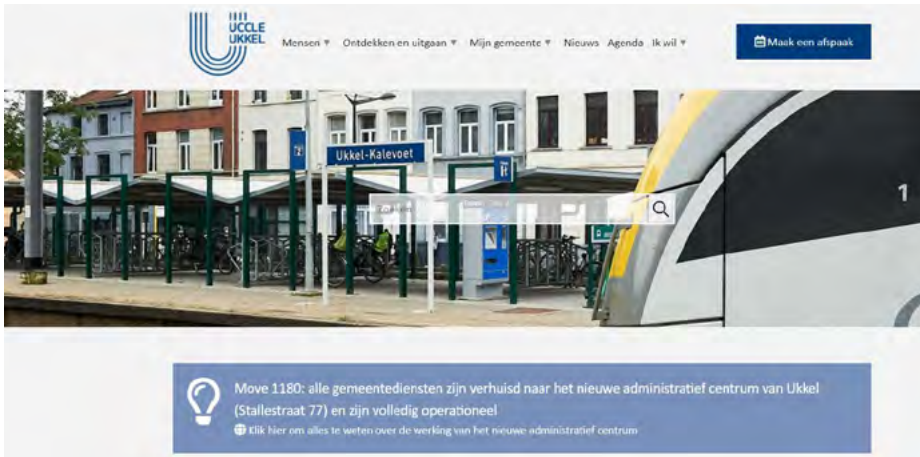 UCCLE
UKKEL
Mensen Ontdekken en uitgaan Mijn gemeente Nieuws Agenda Ik wil
Maak een afspaak
2
Ukkel-Kalevoet
1
Move 1180: alle gemeentediensten zijn verhuisd naar het nieuwe administratief centrum van Ukkel
(Stallestraat 77) en zijn volledig operationeel
Klik hier om alles te weten over de werking van het nieuwe administratief centrum